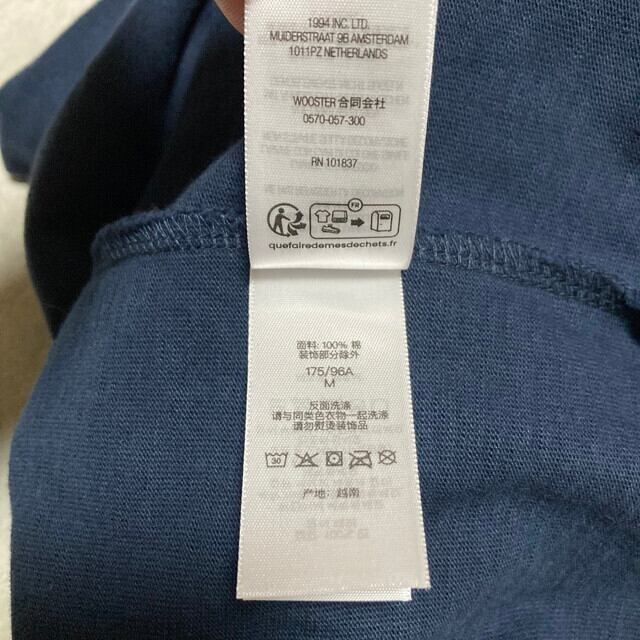 1994 INC. LTD.
MUIDERSTRAAT 9B AMSTERDAM
1011PZ NETHERLANDS
WOOSTER 合同会社
0570-057-300
RN 101837
FR
quefairedemesdechets.fr
面料: 100% 棉
装饰部分除外
175/96A
M
反面洗涤
请与同类色衣物一起洗涤
请勿熨烫装饰品
30
产地: 越南